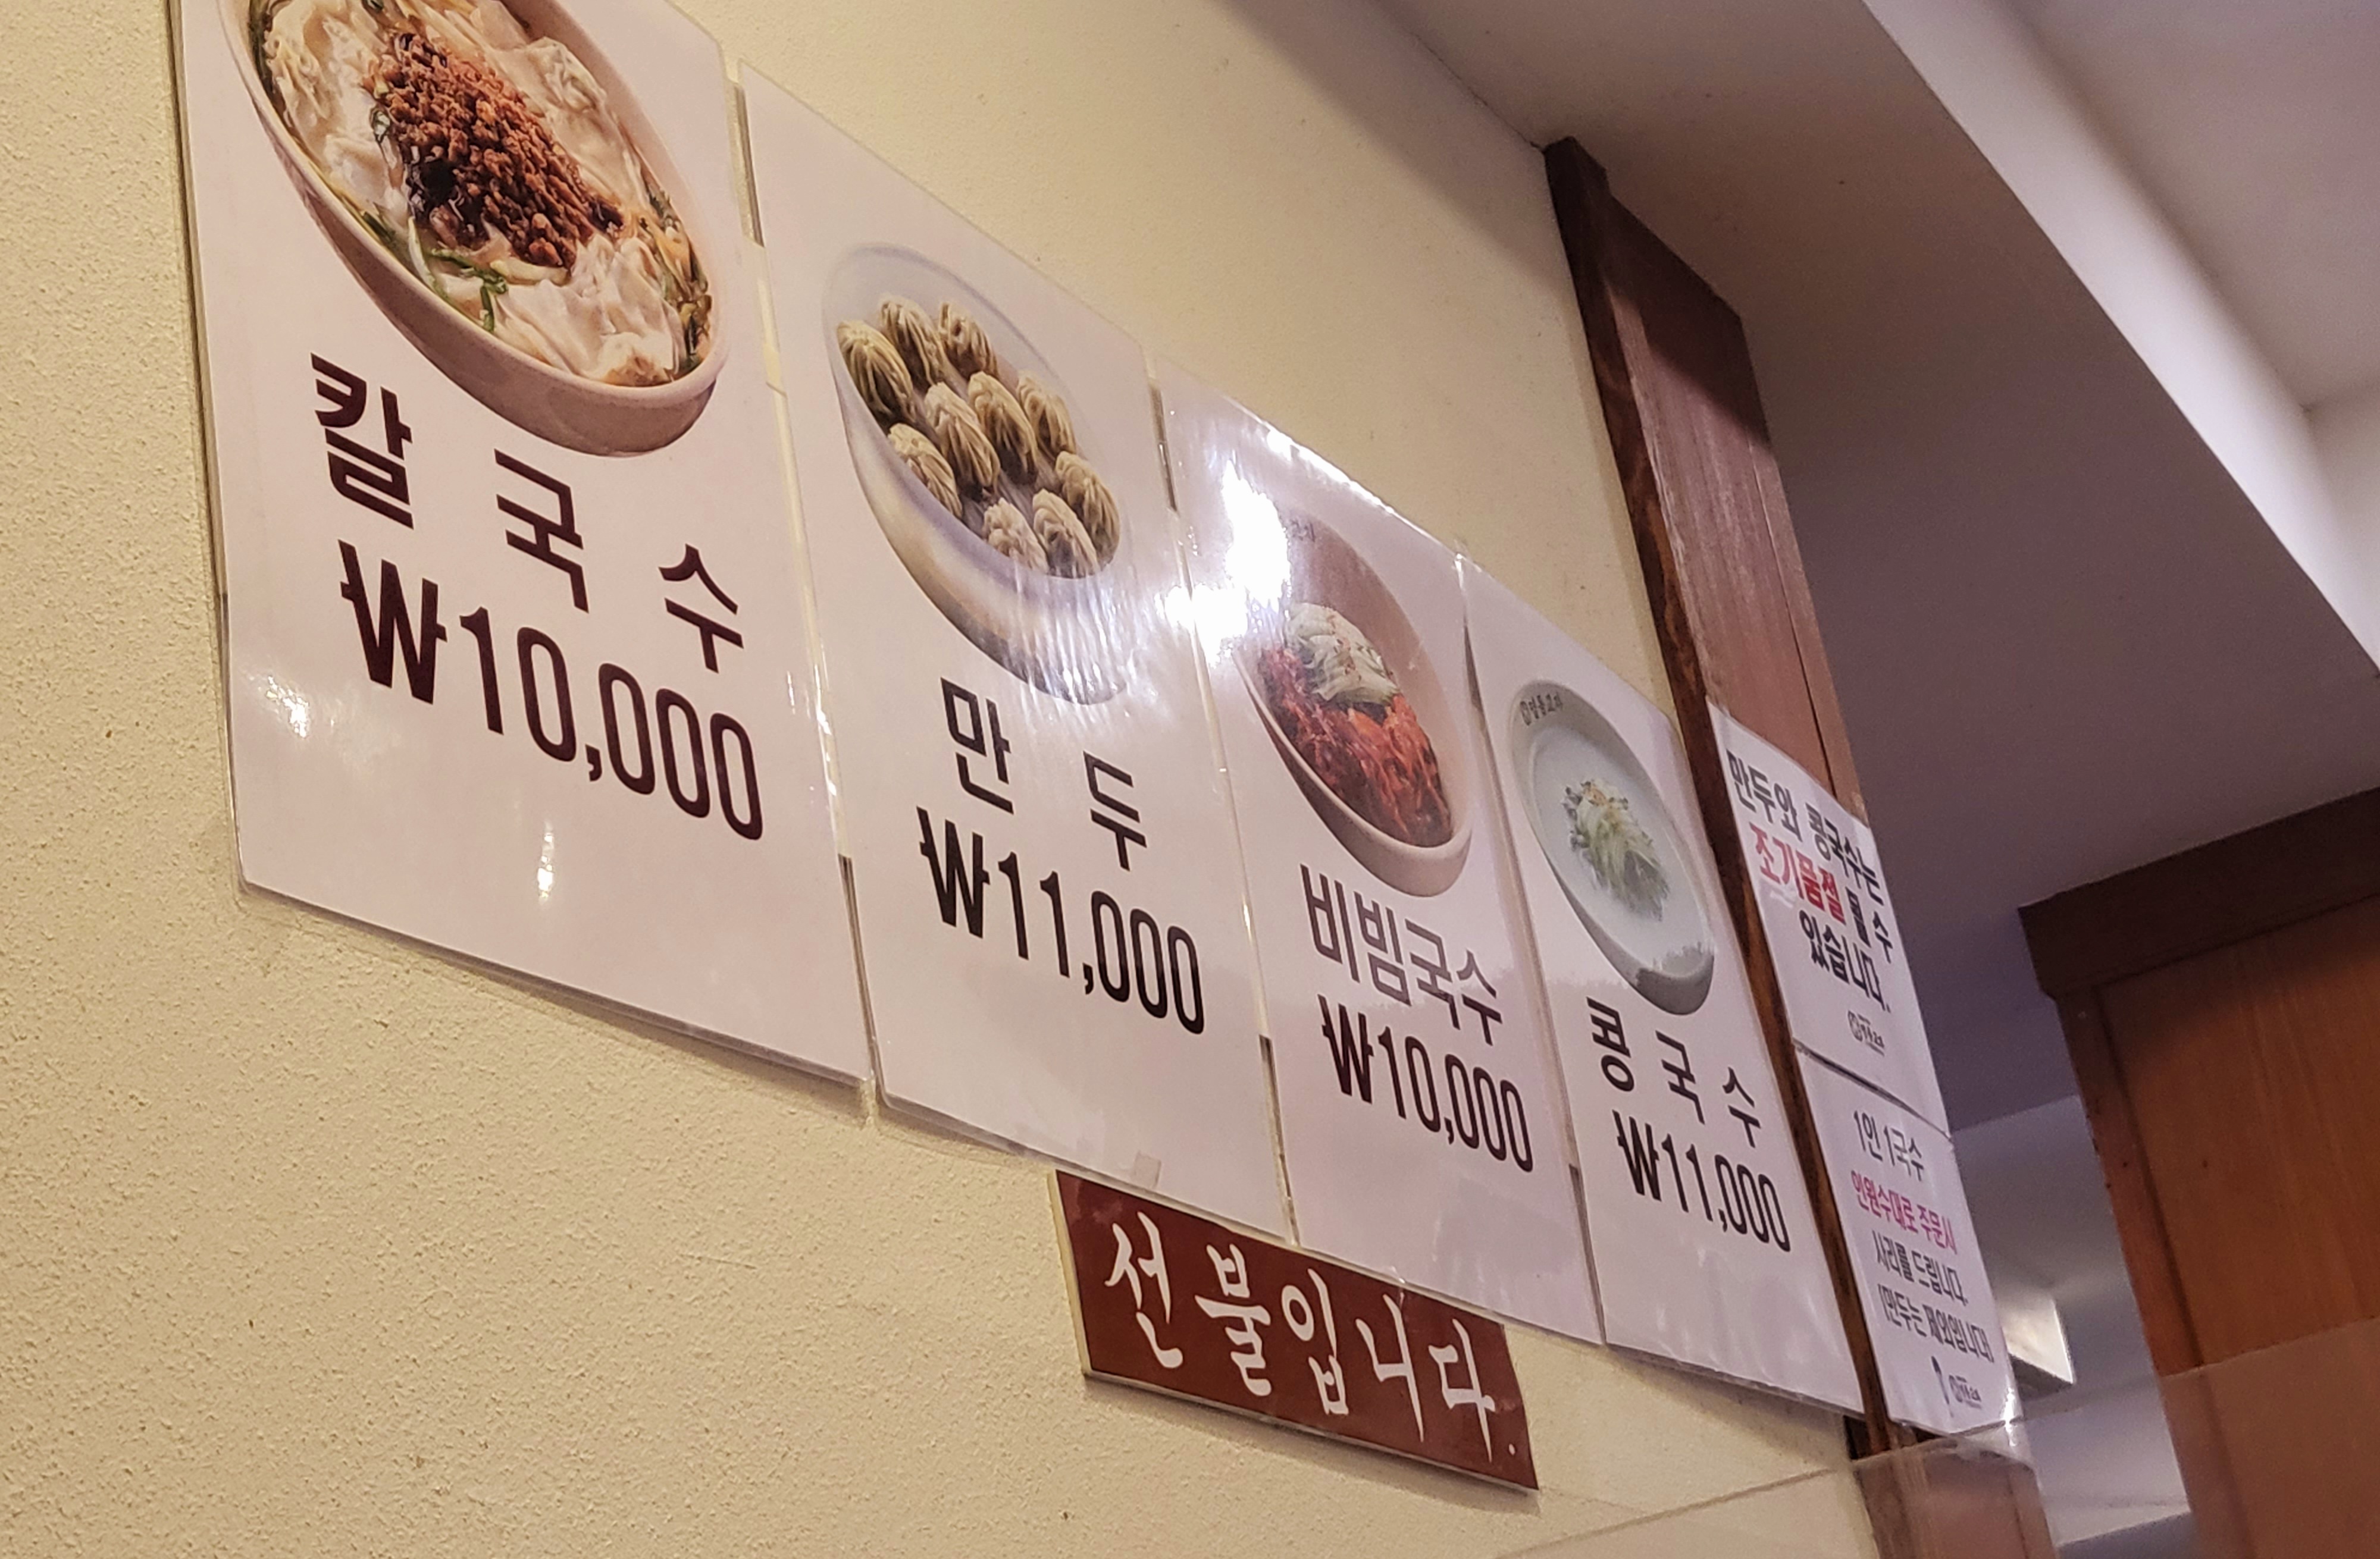 칼국수
₩10,000
만두
₩11,000
비빔국수
₩10,000
콩국수
₩11,000
선불입니다.
만두와 콩국수는
조기품절 될 수
있습니다.
1인 1국수
인원수대로 주문시
사리를 드립니다.
(만두는 제외입니다)